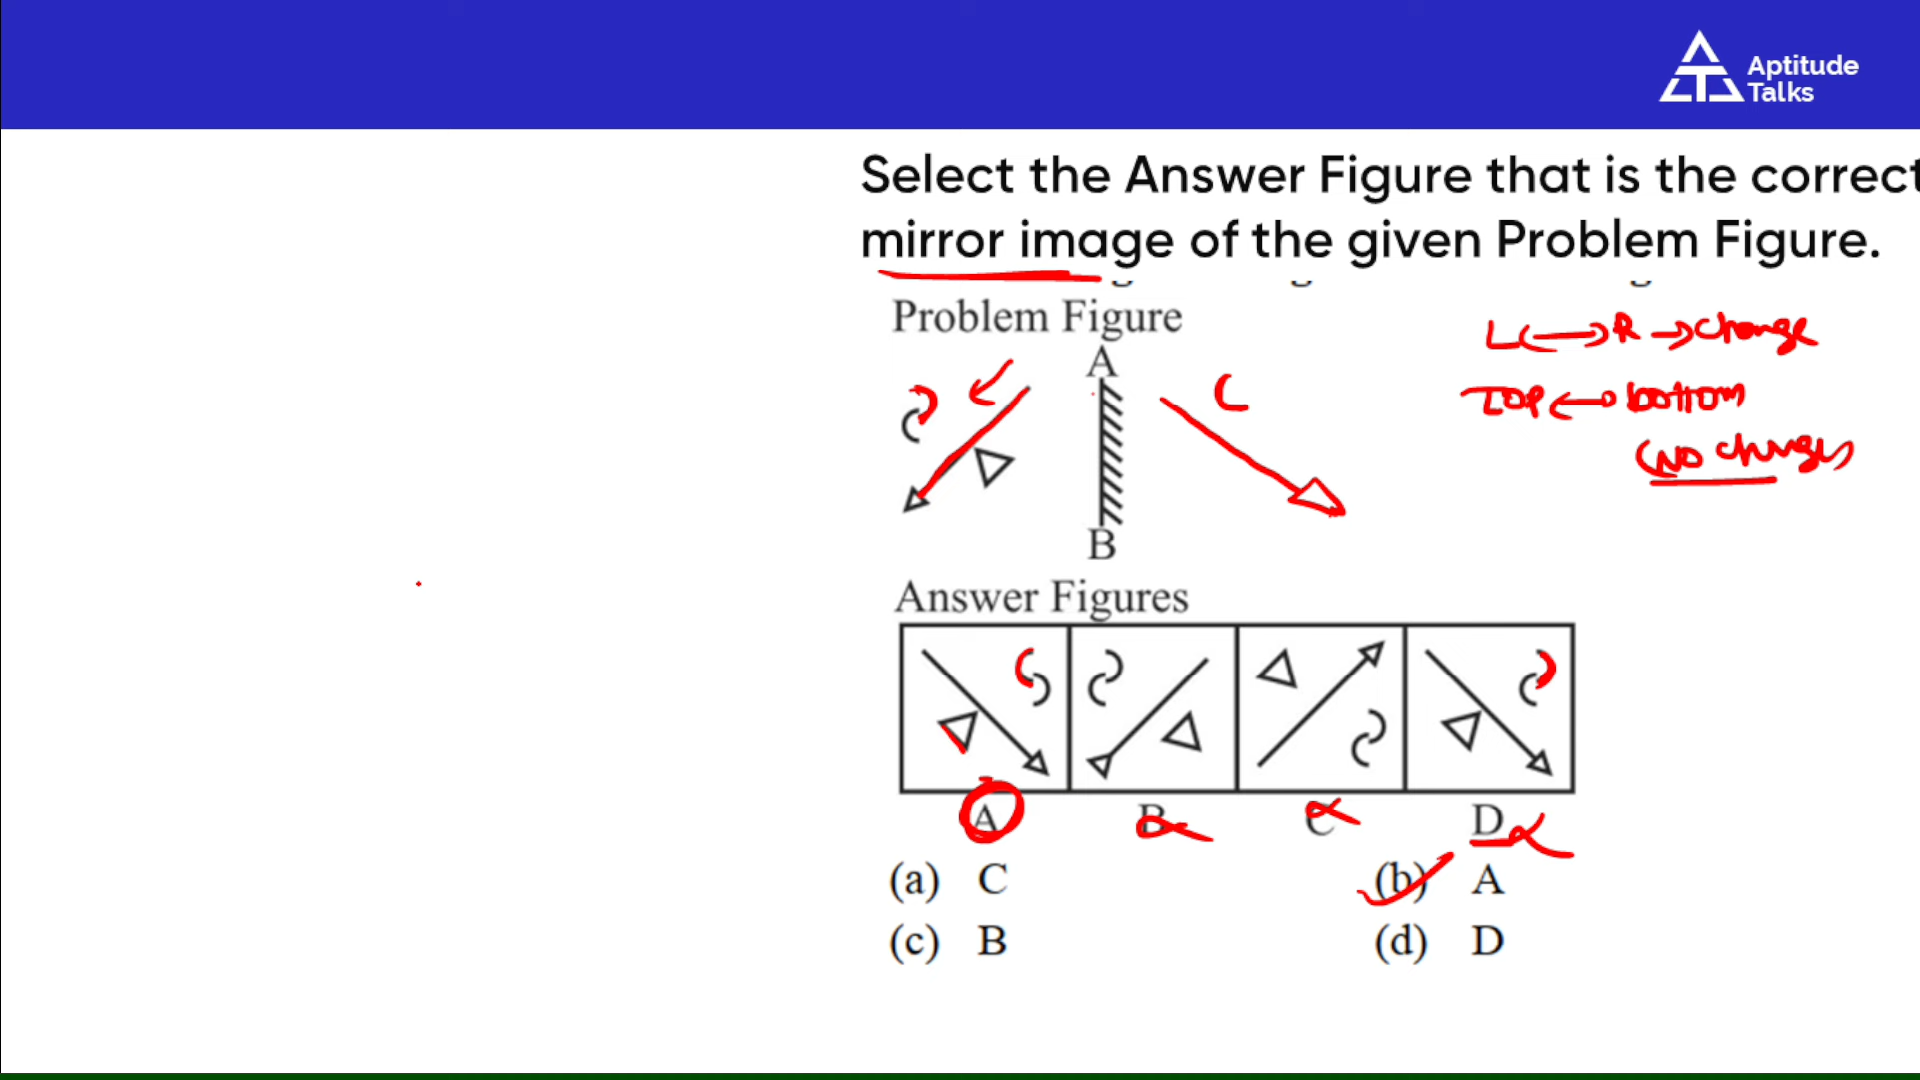 Aptitude
Talks
Select the Answer Figure that is the correct
mirror image of the given Problem Figure.
Problem Figure
A
B
L ⟷ R → change
Top ⟷ bottom
(No change)
C
Answer Figures
A B C D
(a) C (b) A
(c) B (d) D